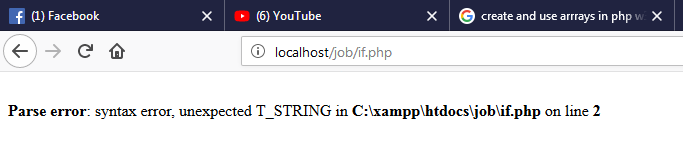 (1) Facebook
(6) YouTube
create and use arrrays in php w
localhost/job/if.php
Parse error: syntax error, unexpected T_STRING in C:\xampp\htdocs\job\if.php on line 2